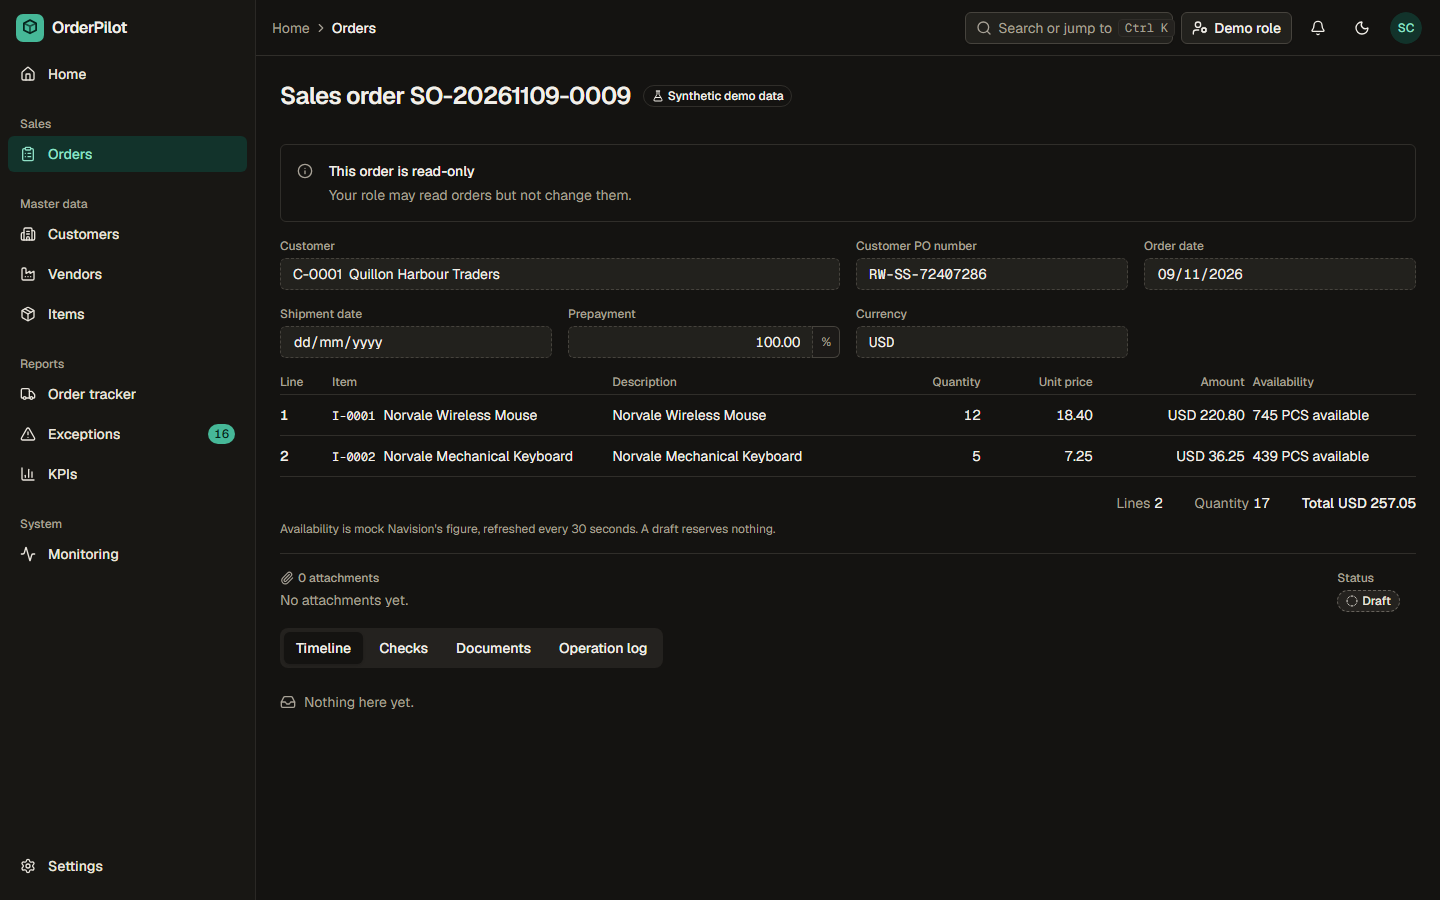 OrderPilot
Home
Sales
Orders
Master data
Customers
Vendors
Items
Reports
Order tracker
Exceptions 16
KPIs
System
Monitoring
Settings
Home > Orders
Search or jump to Ctrl K
Demo role
SC
Sales order SO-20261109-0009 Synthetic demo data
This order is read-only
Your role may read orders but not change them.
Customer Customer PO number Order date
C-0001 Quillon Harbour Traders RW-SS-72407286 09/11/2026
Shipment date Prepayment Currency
dd/mm/yyyy 100.00 % USD
Line Item Description Quantity Unit price Amount Availability
1 I-0001 Norvale Wireless Mouse Norvale Wireless Mouse 12 18.40 USD 220.80 745 PCS available
2 I-0002 Norvale Mechanical Keyboard Norvale Mechanical Keyboard 5 7.25 USD 36.25 439 PCS available
Lines 2 Quantity 17 Total USD 257.05
Availability is mock Navision's figure, refreshed every 30 seconds. A draft reserves nothing.
0 attachments
No attachments yet.
Status
Draft
Timeline Checks Documents Operation log
Nothing here yet.